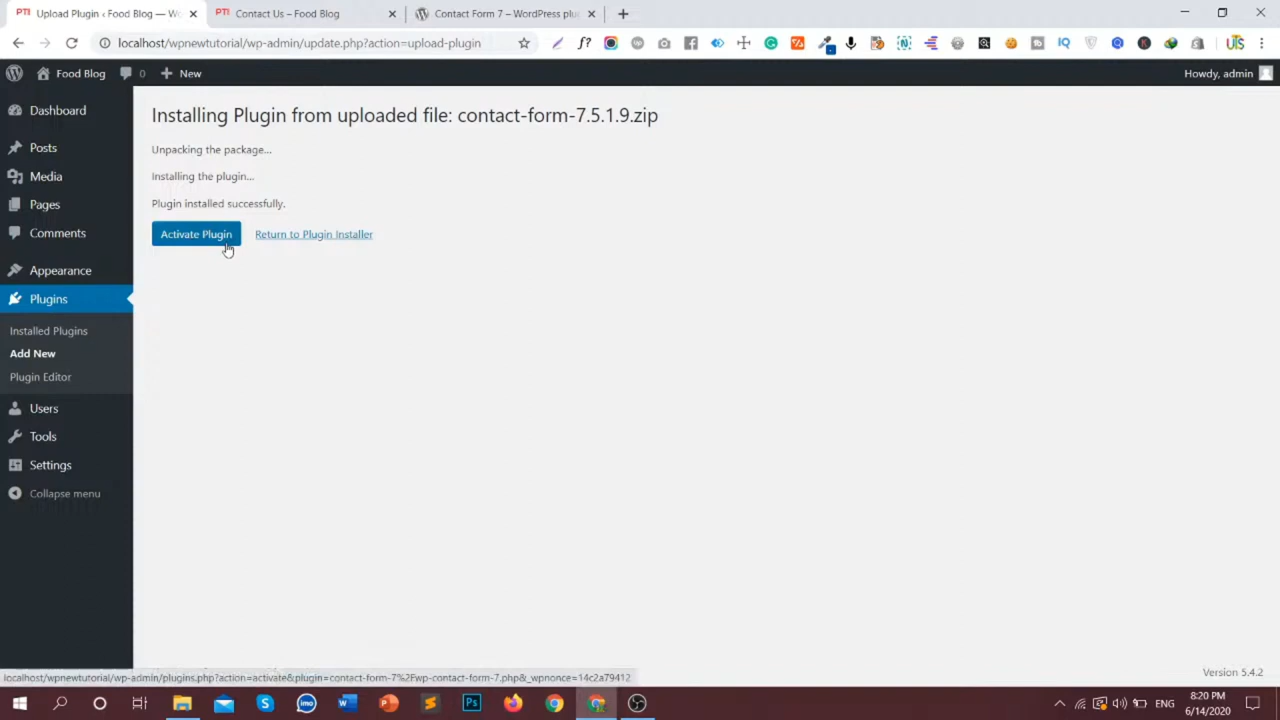 PTI Upload Plugin ‹ Food Blog — Wo
PTI Contact Us – Food Blog
Contact Form 7 – WordPress plu
localhost/wpnewtutorial/wp-admin/update.php?action=upload-plugin
Food Blog
0
New
Howdy, admin
Dashboard
Posts
Media
Pages
Comments
Appearance
Plugins
Installed Plugins
Add New
Plugin Editor
Users
Tools
Settings
Collapse menu
Installing Plugin from uploaded file: contact-form-7.5.1.9.zip
Unpacking the package...
Installing the plugin...
Plugin installed successfully.
Activate Plugin
Return to Plugin Installer
Version 5.4.2
localhost/wpnewtutorial/wp-admin/plugins.php?action=activate&plugin=contact-form-7%2Fwp-contact-form-7.php&_wpnonce=14c2a79412
ENG
8:20 PM
6/14/2020